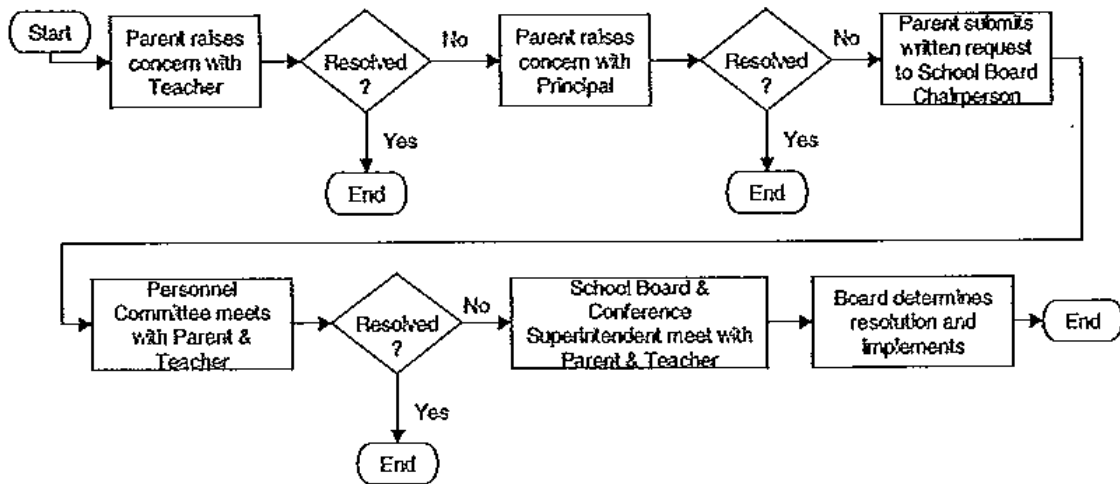 Start
Parent raises
concern with
Teacher
Resolved
?
No
Yes
End
Parent raises
concern with
Principal
Resolved
?
No
Yes
End
Parent submits
written request
to School Board
Chairperson
Personnel
Committee meets
with Parent &
Teacher
Resolved
?
No
Yes
End
School Board &
Conference
Superintendent meet with
Parent & Teacher
Board determines
resolution and
implements
End